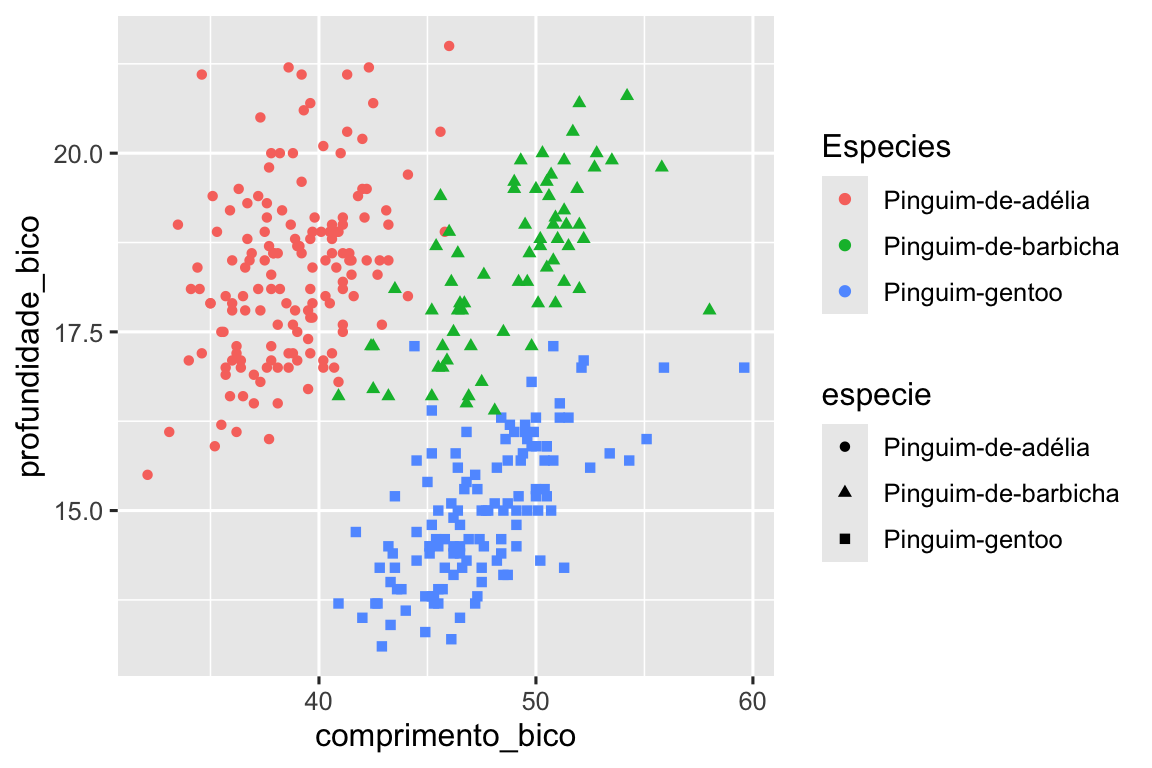 20.0
17.5
15.0
profundidade_bico
40
50
60
comprimento_bico
Especies
Pinguim-de-adélia
Pinguim-de-barbicha
Pinguim-gentoo
especie
Pinguim-de-adélia
Pinguim-de-barbicha
Pinguim-gentoo